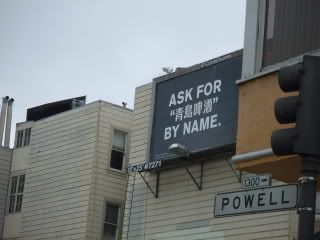 ASK FOR
“青島啤酒”
BY NAME.
1300
POWELL